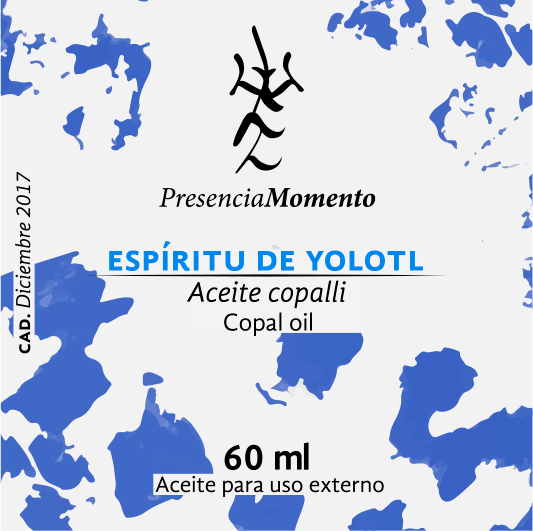 PresenciaMomento
CAD. Diciembre 2017
ESPÍRITU DE YOLOTL
Aceite copalli
Copal oil
60 ml
Aceite para uso externo